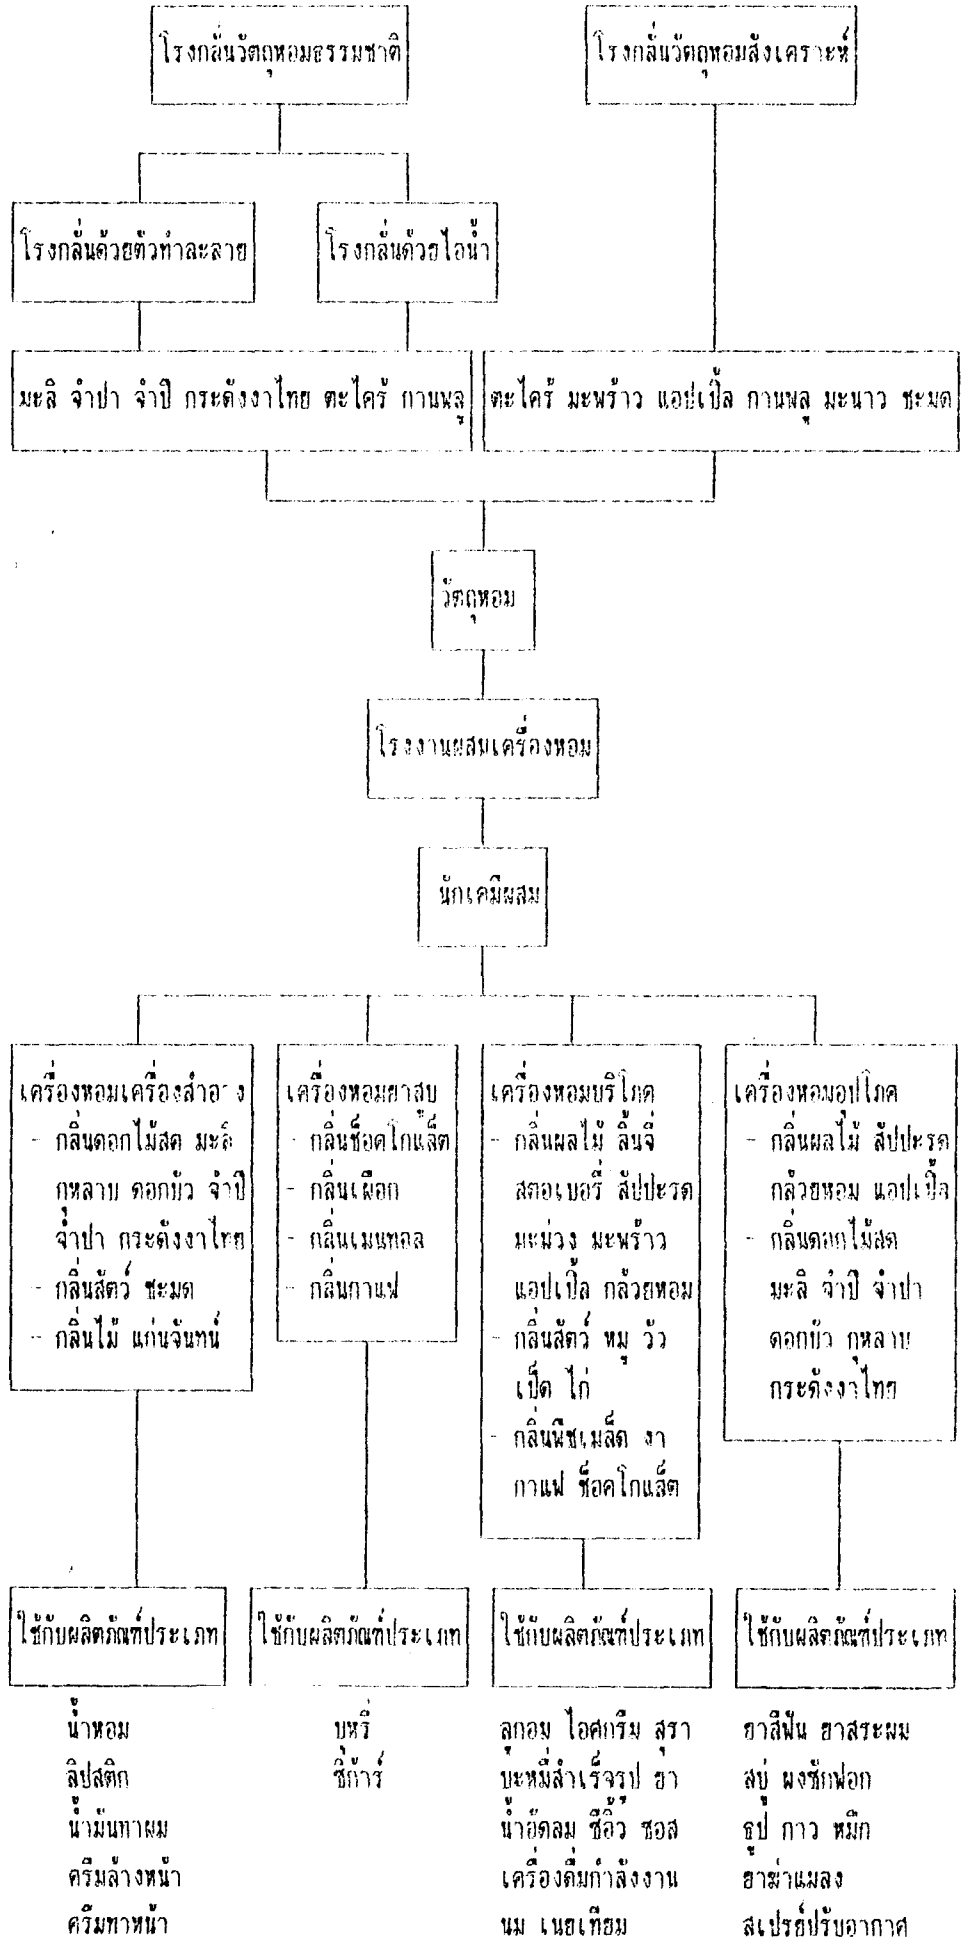 โรงกลั่นวัตถุหอมธรรมชาติ
โรงกลั่นวัตถุหอมสังเคราะห์
โรงกลั่นด้วยตัวทำละลาย
โรงกลั่นด้วยไอน้ำ
มะลิ จำปา จำปี กระดังงาไทย ตะไคร้ กานพลู
ตะไคร้ มะพร้าว แอปเปิ้ล กานพลู มะนาว ชะมด
วัตถุหอม
โรงงานผสมเครื่องหอม
นักเคมีผสม
เครื่องหอมเครื่องสำอาง
- กลิ่นดอกไม้สด มะลิ
กุหลาบ ดอกบัว จำปี
จำปา กระดังงาไทย
- กลิ่นสัตว์ ชะมด
- กลิ่นไม้ แก่นจันทน์
เครื่องหอมยาสูบ
- กลิ่นช็อคโกแล็ต
- กลิ่นเผือก
- กลิ่นเมนทอล
- กลิ่นกาแฟ
เครื่องหอมบริโภค
- กลิ่นผลไม้ ลิ้นจี่
สตอเบอรี่ สัปปะรด
มะม่วง มะพร้าว
แอปเปิ้ล กล้วยหอม
- กลิ่นสัตว์ หมู วัว
เป็ด ไก่
- กลิ่นพืชเมล็ด งา
กาแฟ ช็อคโกแล็ต
เครื่องหอมอุปโภค
- กลิ่นผลไม้ สัปปะรด
กล้วยหอม แอปเปิ้ล
- กลิ่นดอกไม้สด
มะลิ จำปี จำปา
ดอกบัว กุหลาบ
กระดังงาไทย
ใช้กับผลิตภัณฑ์ประเภท
น้ำหอม
ลิปสติก
น้ำมันทาผม
ครีมล้างหน้า
ครีมทาหน้า
ใช้กับผลิตภัณฑ์ประเภท
บุหรี่
ซิก้าร์
ใช้กับผลิตภัณฑ์ประเภท
ลูกอม ไอศกรีม สุรา
บะหมี่สำเร็จรูป ยา
น้ำอัดลม ซีอิ้ว ซอส
เครื่องดื่มกำลังงาน
นม เนยเทียม
ใช้กับผลิตภัณฑ์ประเภท
ยาสีฟัน ยาสระผม
สบู่ ผงซักฟอก
ธูป กาว หมึก
ยาฆ่าแมลง
สเปรย์ปรับอากาศ